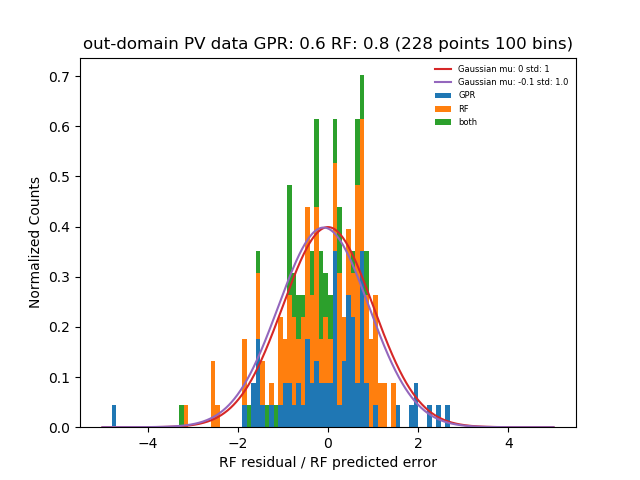 out-domain PV data GPR: 0.6 RF: 0.8 (228 points 100 bins)
Gaussian mu: 0 std: 1
Gaussian mu: -0.1 std: 1.0
GPR
RF
both
Normalized Counts
0.7
0.6
0.5
0.4
0.3
0.2
0.1
0.0
−4 −2 0 2 4
RF residual / RF predicted error